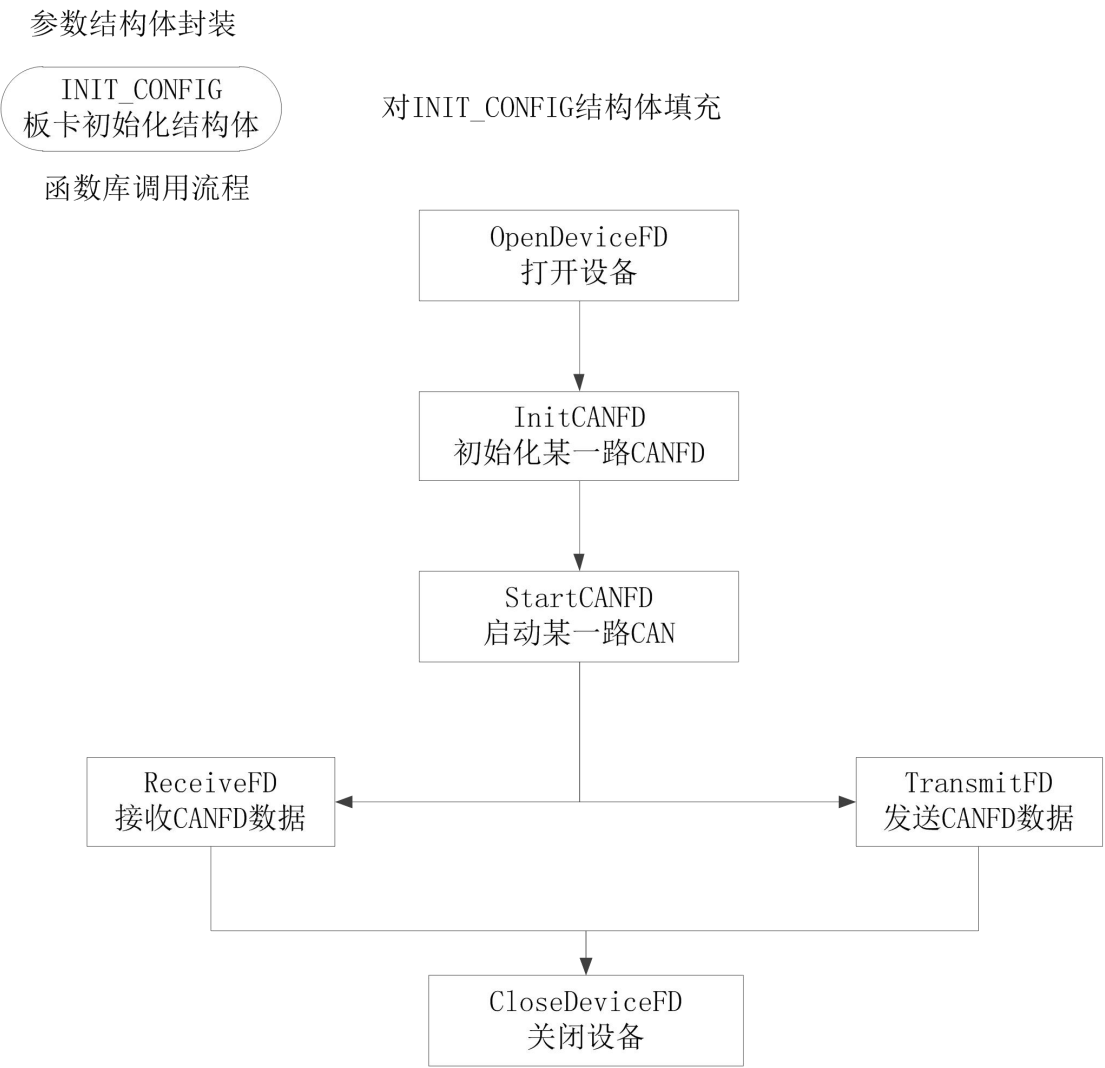 参数结构体封装
INIT_CONFIG
板卡初始化结构体
对INIT_CONFIG结构体填充
函数库调用流程
OpenDeviceFD
打开设备
InitCANFD
初始化某一路CANFD
StartCANFD
启动某一路CAN
ReceiveFD
接收CANFD数据
TransmitFD
发送CANFD数据
CloseDeviceFD
关闭设备